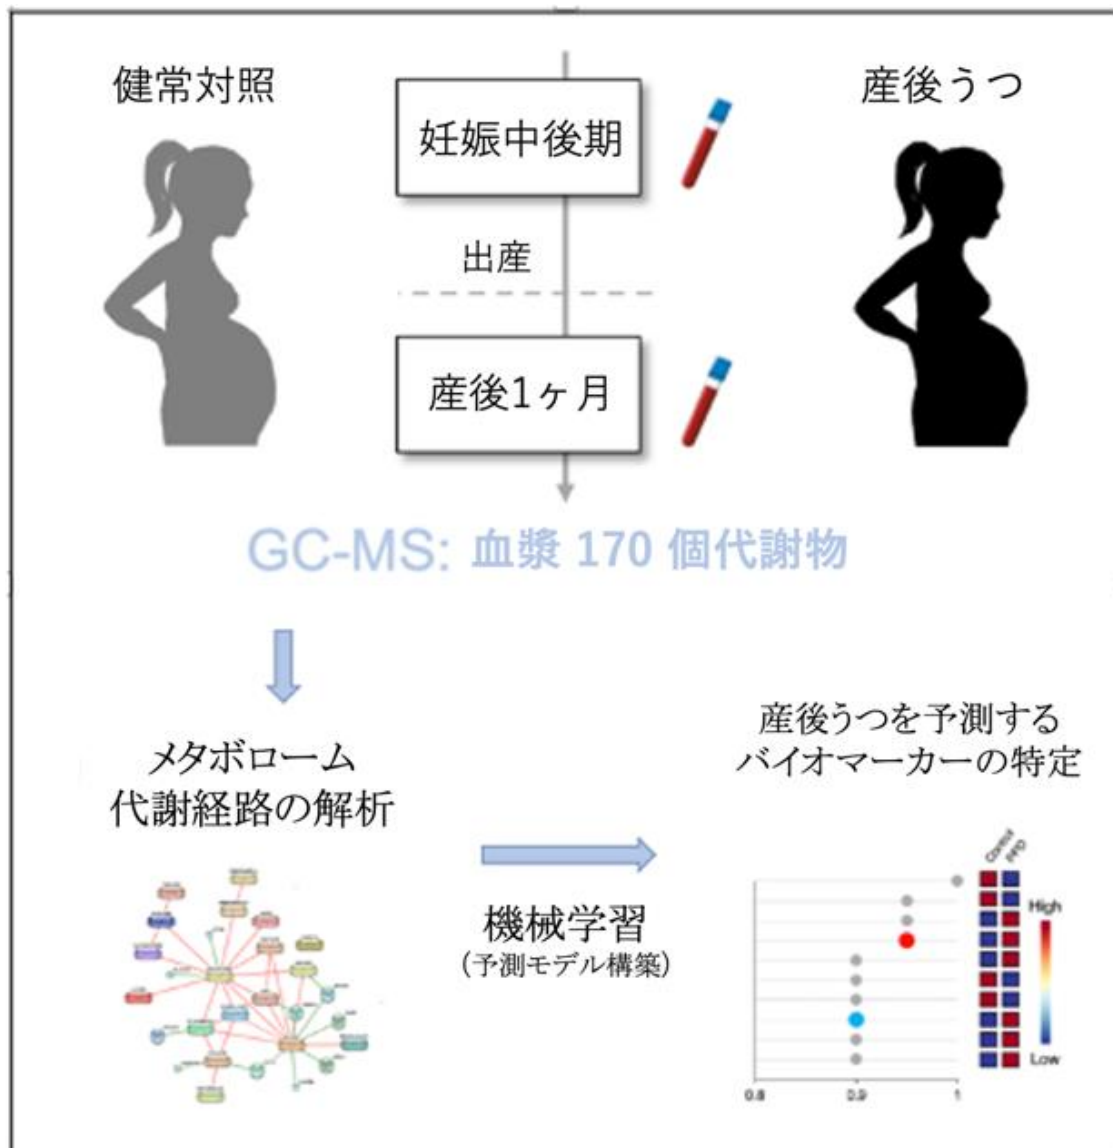 健常対照
妊娠中後期
産後うつ
出産
産後1ヶ月
GC-MS: 血漿 170 個代謝物
メタボローム
代謝経路の解析
産後うつを予測する
バイオマーカーの特定
機械学習
(予測モデル構築)
Control
PPD
High
Low
0.8
0.9
1